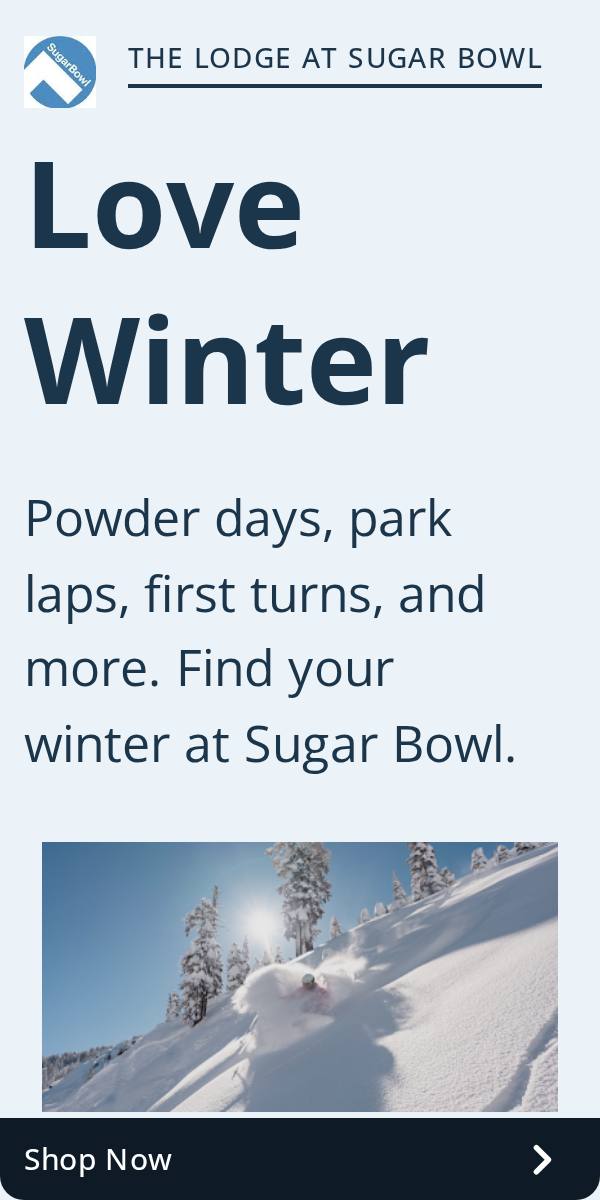 SugarBowl
THE LODGE AT SUGAR BOWL
Love
Winter
Powder days, park
laps, first turns, and
more. Find your
winter at Sugar Bowl.
Shop Now